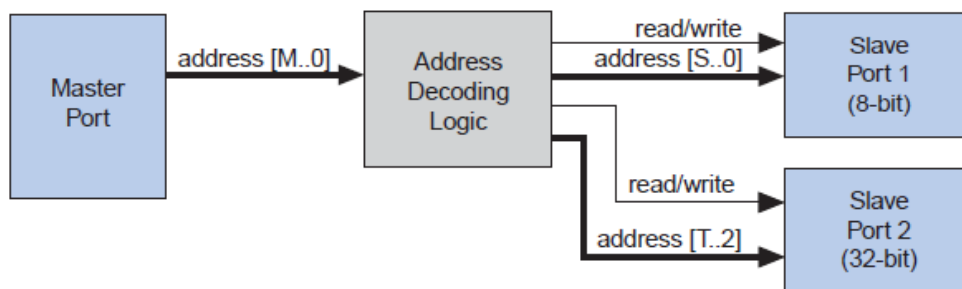 Master
Port
address [M..0]
Address
Decoding
Logic
read/write
address [S..0]
Slave
Port 1
(8-bit)
read/write
address [T..2]
Slave
Port 2
(32-bit)